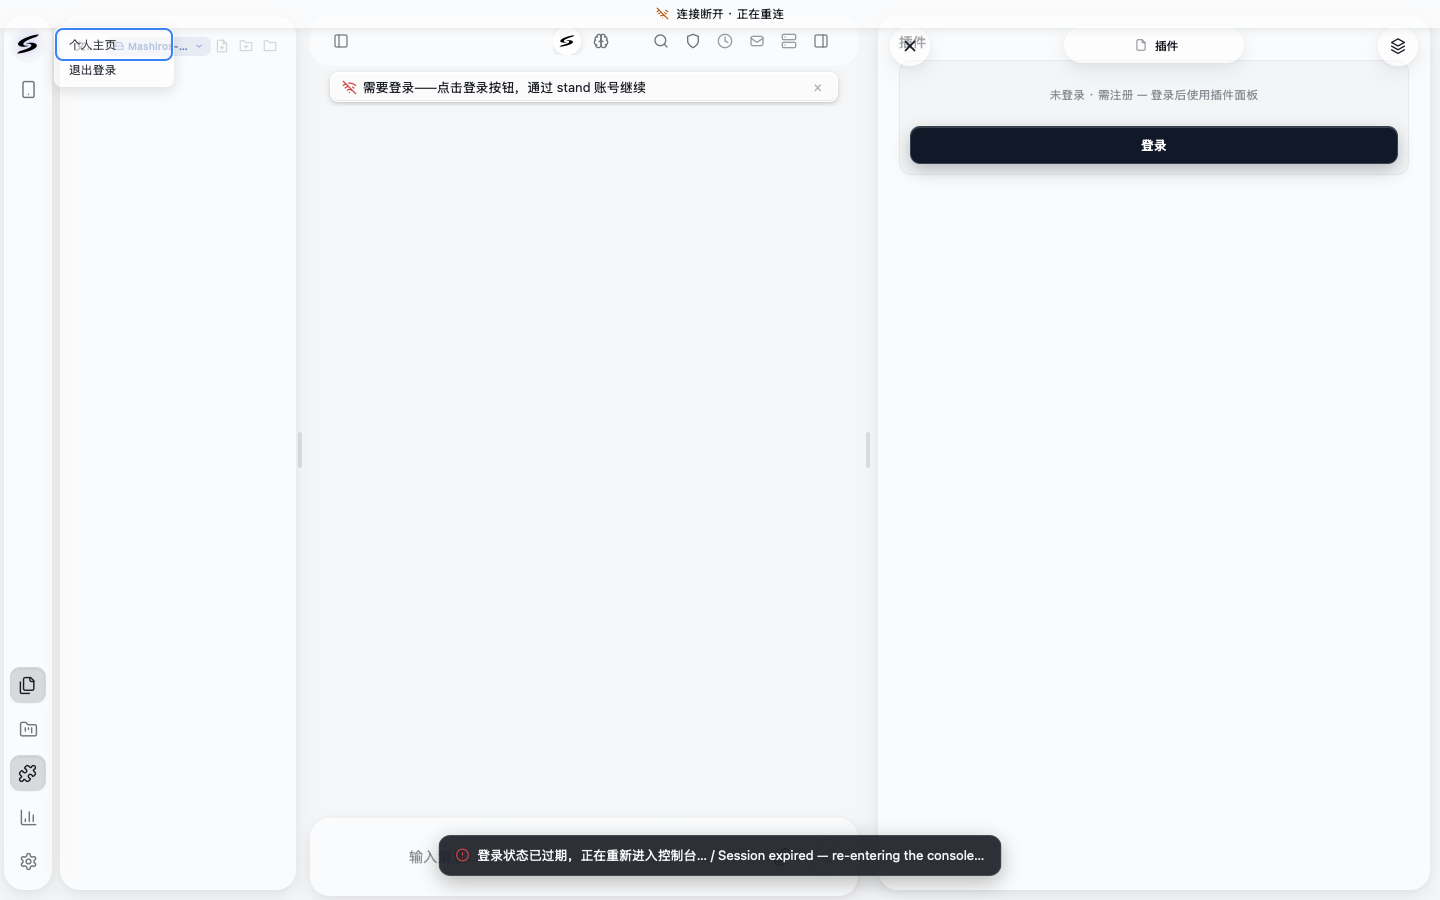 连接断开 · 正在重连
个人主页
Mashiros-...
退出登录
需要登录——点击登录按钮，通过 stand 账号继续
插件
插件
未登录 · 需注册 — 登录后使用插件面板
登录
输入
登录状态已过期，正在重新进入控制台... / Session expired — re-entering the console...